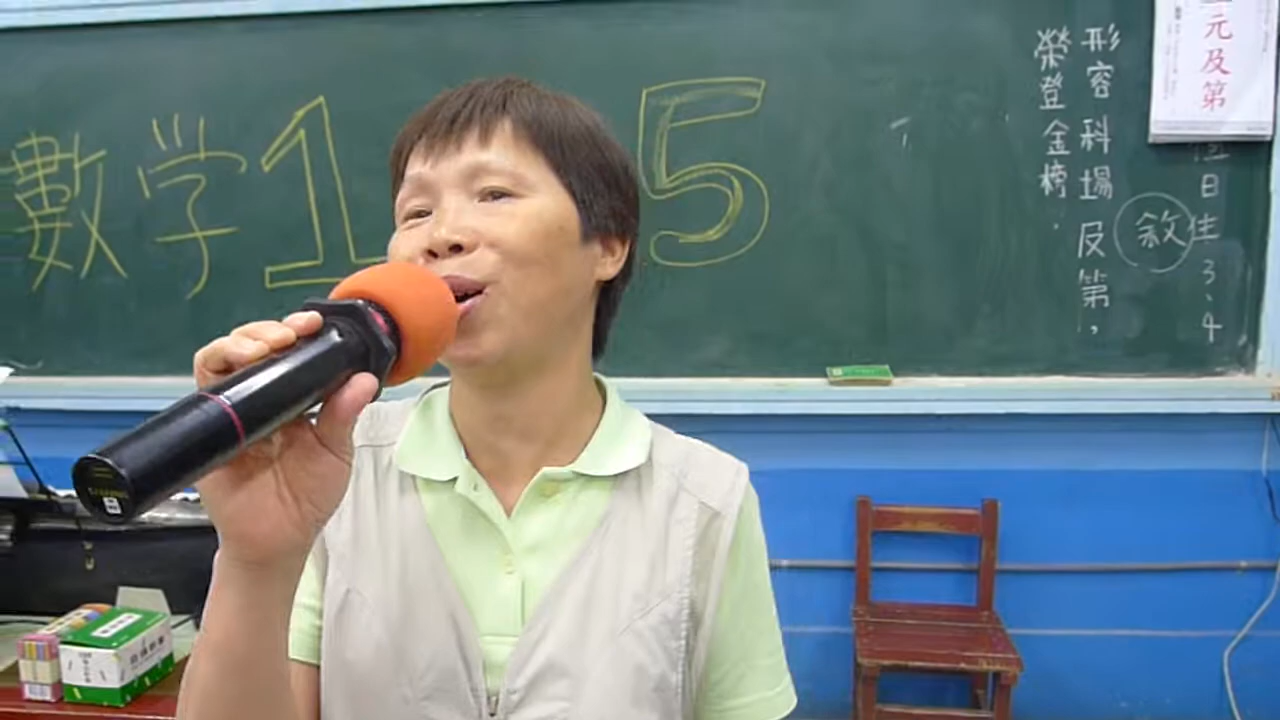 數学1 5
形容科場及第，
榮登金榜.
元及第
值日生3、4
敘